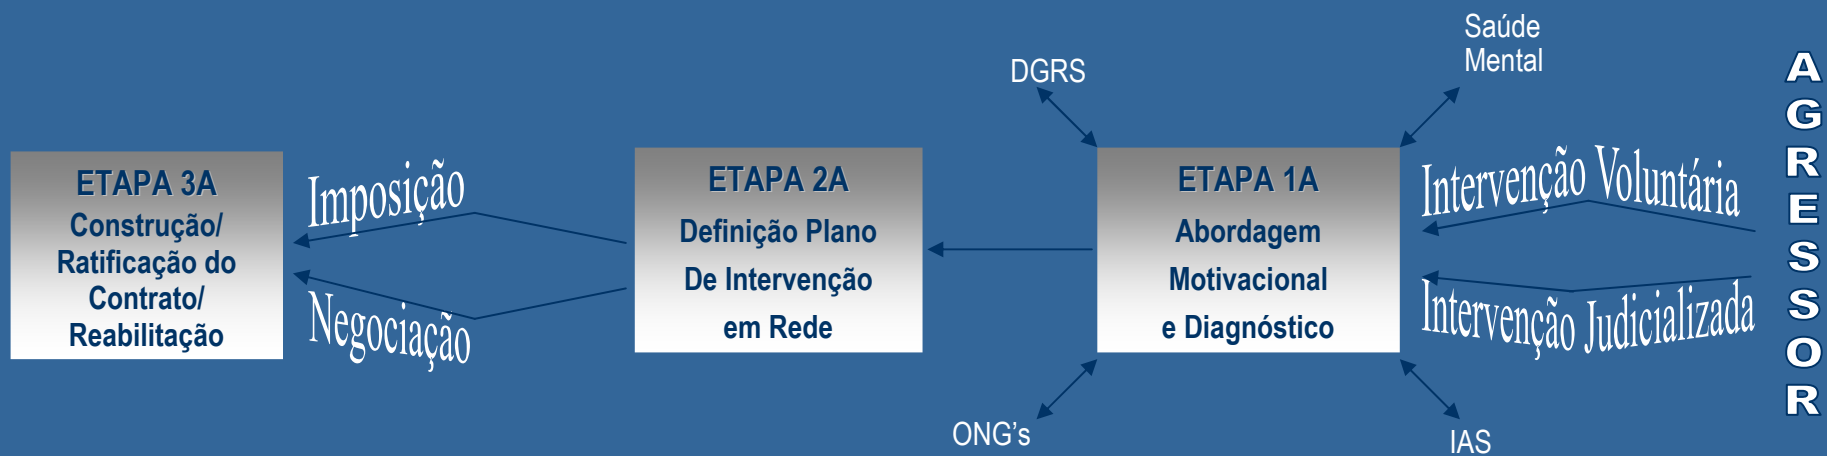 Saúde
Mental
DGRS
AGRESSOR
ETAPA 3A
Construção/
Ratificação do
Contrato/
Reabilitação
Imposição
Negociação
ETAPA 2A
Definição Plano
De Intervenção
em Rede
ETAPA 1A
Abordagem
Motivacional
e Diagnóstico
Intervenção Voluntária
Intervenção Judicializada
ONG's
IAS